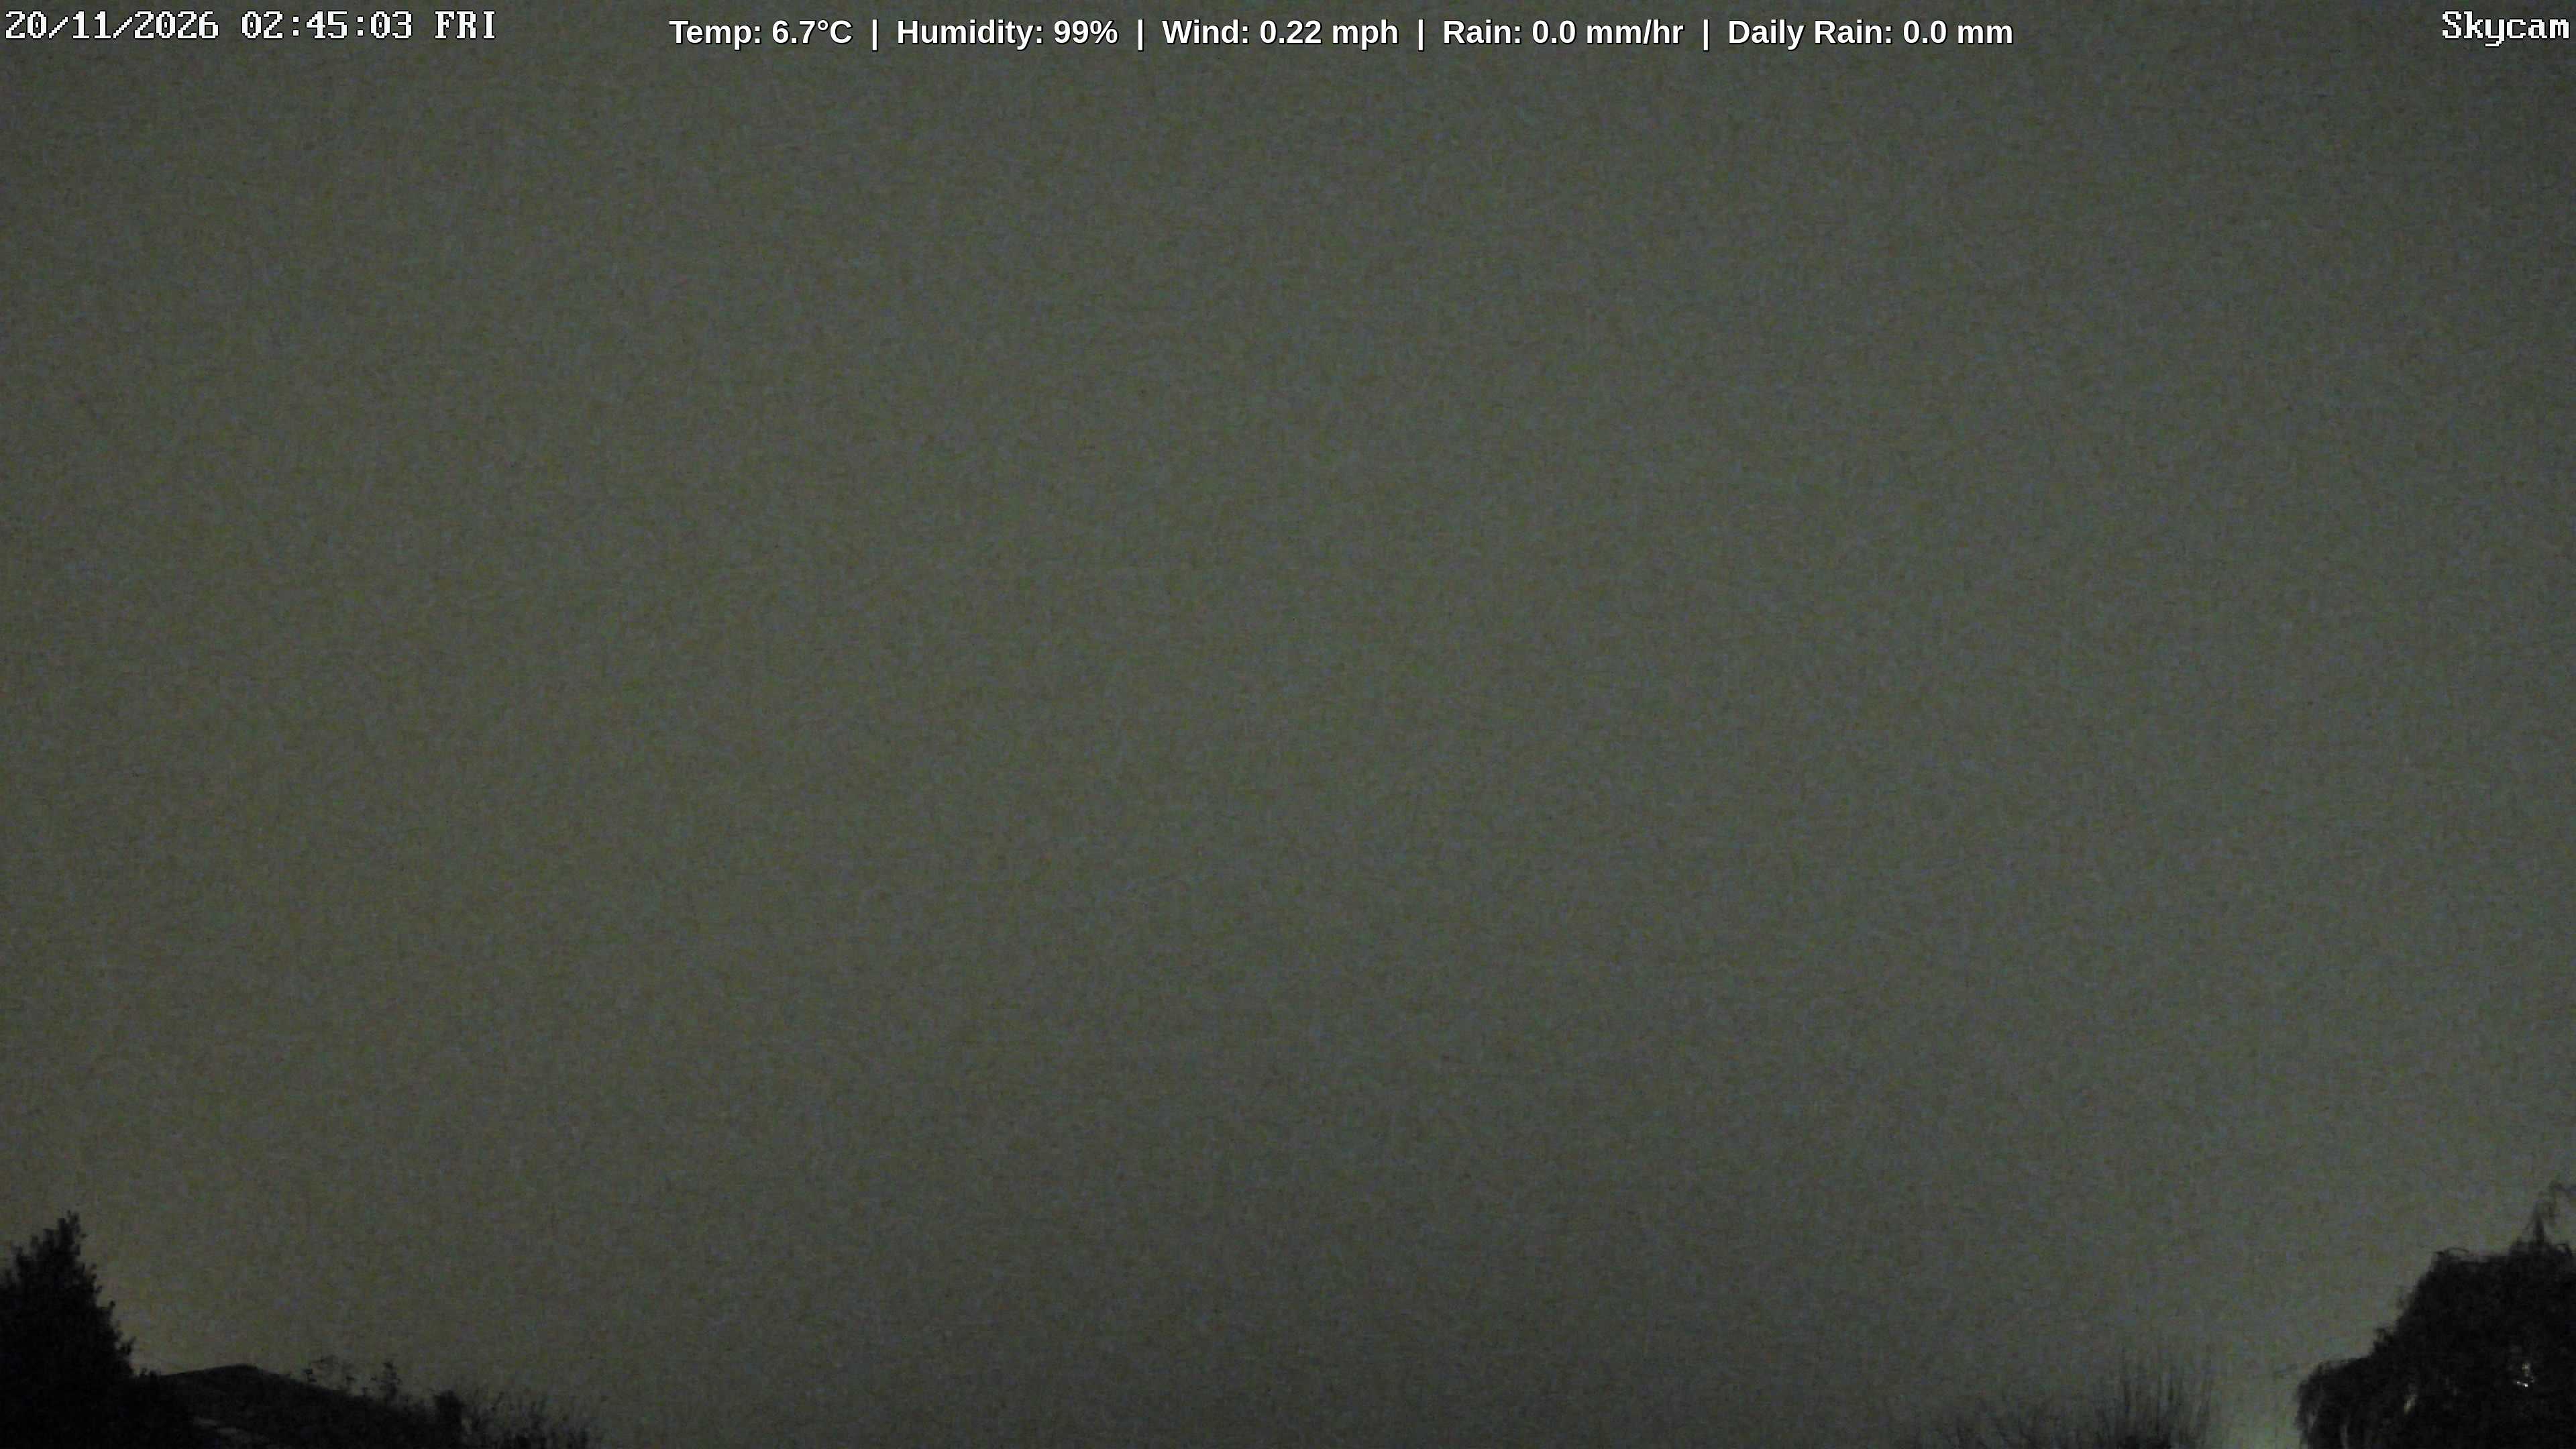 20/11/2026 02:45:03 FRI
Temp: 6.7°C | Humidity: 99% | Wind: 0.22 mph | Rain: 0.0 mm/hr | Daily Rain: 0.0 mm
Skycam